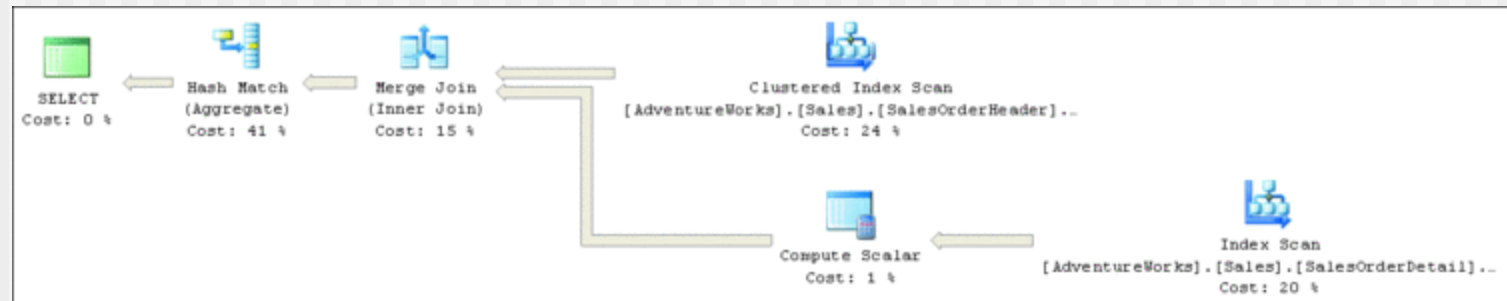 SELECT
Cost: 0 %
Hash Match
(Aggregate)
Cost: 41 %
Merge Join
(Inner Join)
Cost: 15 %
Clustered Index Scan
[AdventureWorks].[Sales].[SalesOrderHeader]...
Cost: 24 %
Compute Scalar
Cost: 1 %
Index Scan
[AdventureWorks].[Sales].[SalesOrderDetail]...
Cost: 20 %